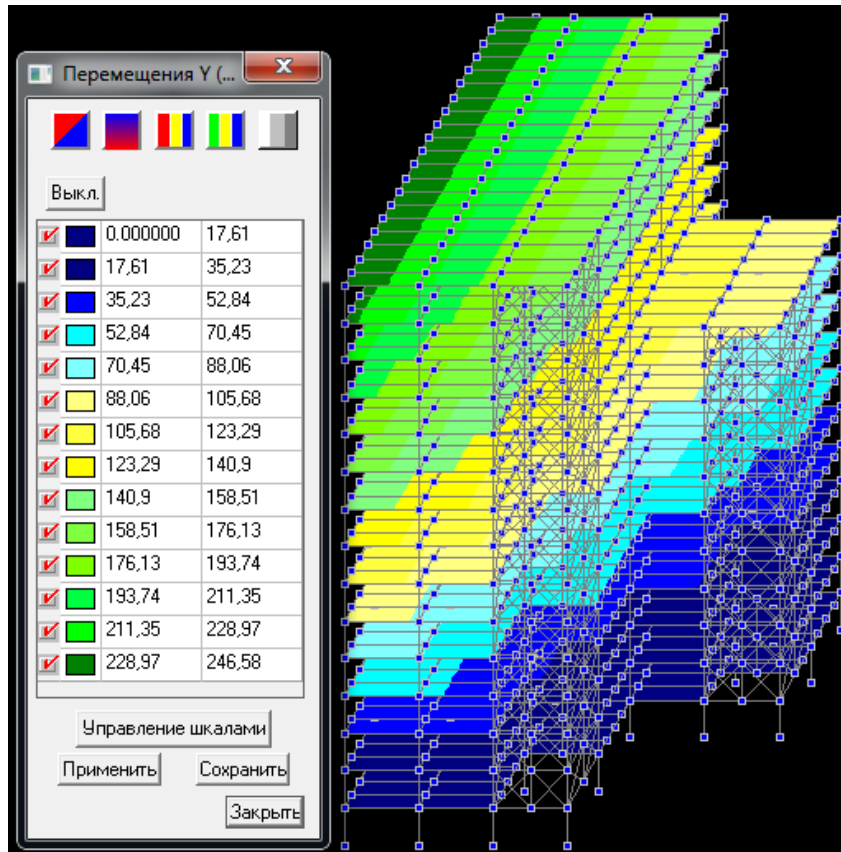 Перемещения Y (...
Выкл.
0.000000 17,61
17,61 35,23
35,23 52,84
52,84 70,45
70,45 88,06
88,06 105,68
105,68 123,29
123,29 140,9
140,9 158,51
158,51 176,13
176,13 193,74
193,74 211,35
211,35 228,97
228,97 246,58
Управление шкалами
Применить Сохранить
Закрыть